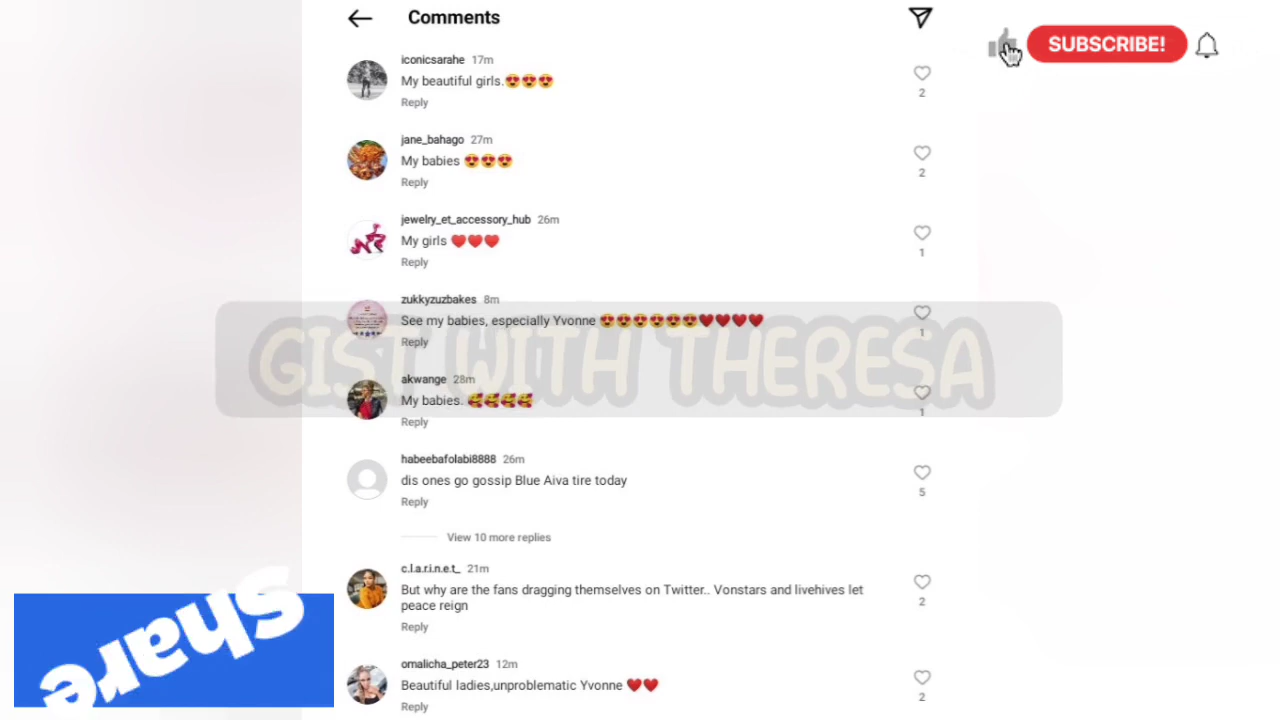 Comments
SUBSCRIBE!
iconicsarahe 17m
My beautiful girls.😍😍😍
Reply
2
jane_bahago 27m
My babies 😍😍😍
Reply
2
jewelry_et_accessory_hub 26m
My girls ♥️♥️♥️
Reply
1
zukkyzuzbakes 8m
See my babies, especially Yvonne 😍😍😍😍😍😍❤️❤️❤️❤️
Reply
1
GIST WITH THERESA
akwange 28m
My babies. 🥰🥰🥰🥰
Reply
1
habeebafolabi8888 26m
dis ones go gossip Blue Aiva tire today
Reply
5
View 10 more replies
c.l.a.r.i.n.e.t_ 21m
But why are the fans dragging themselves on Twitter.. Vonstars and livehives let
peace reign
Reply
2
omalicha_peter23 12m
Beautiful ladies,unproblematic Yvonne ❤️❤️
Reply
2
Share